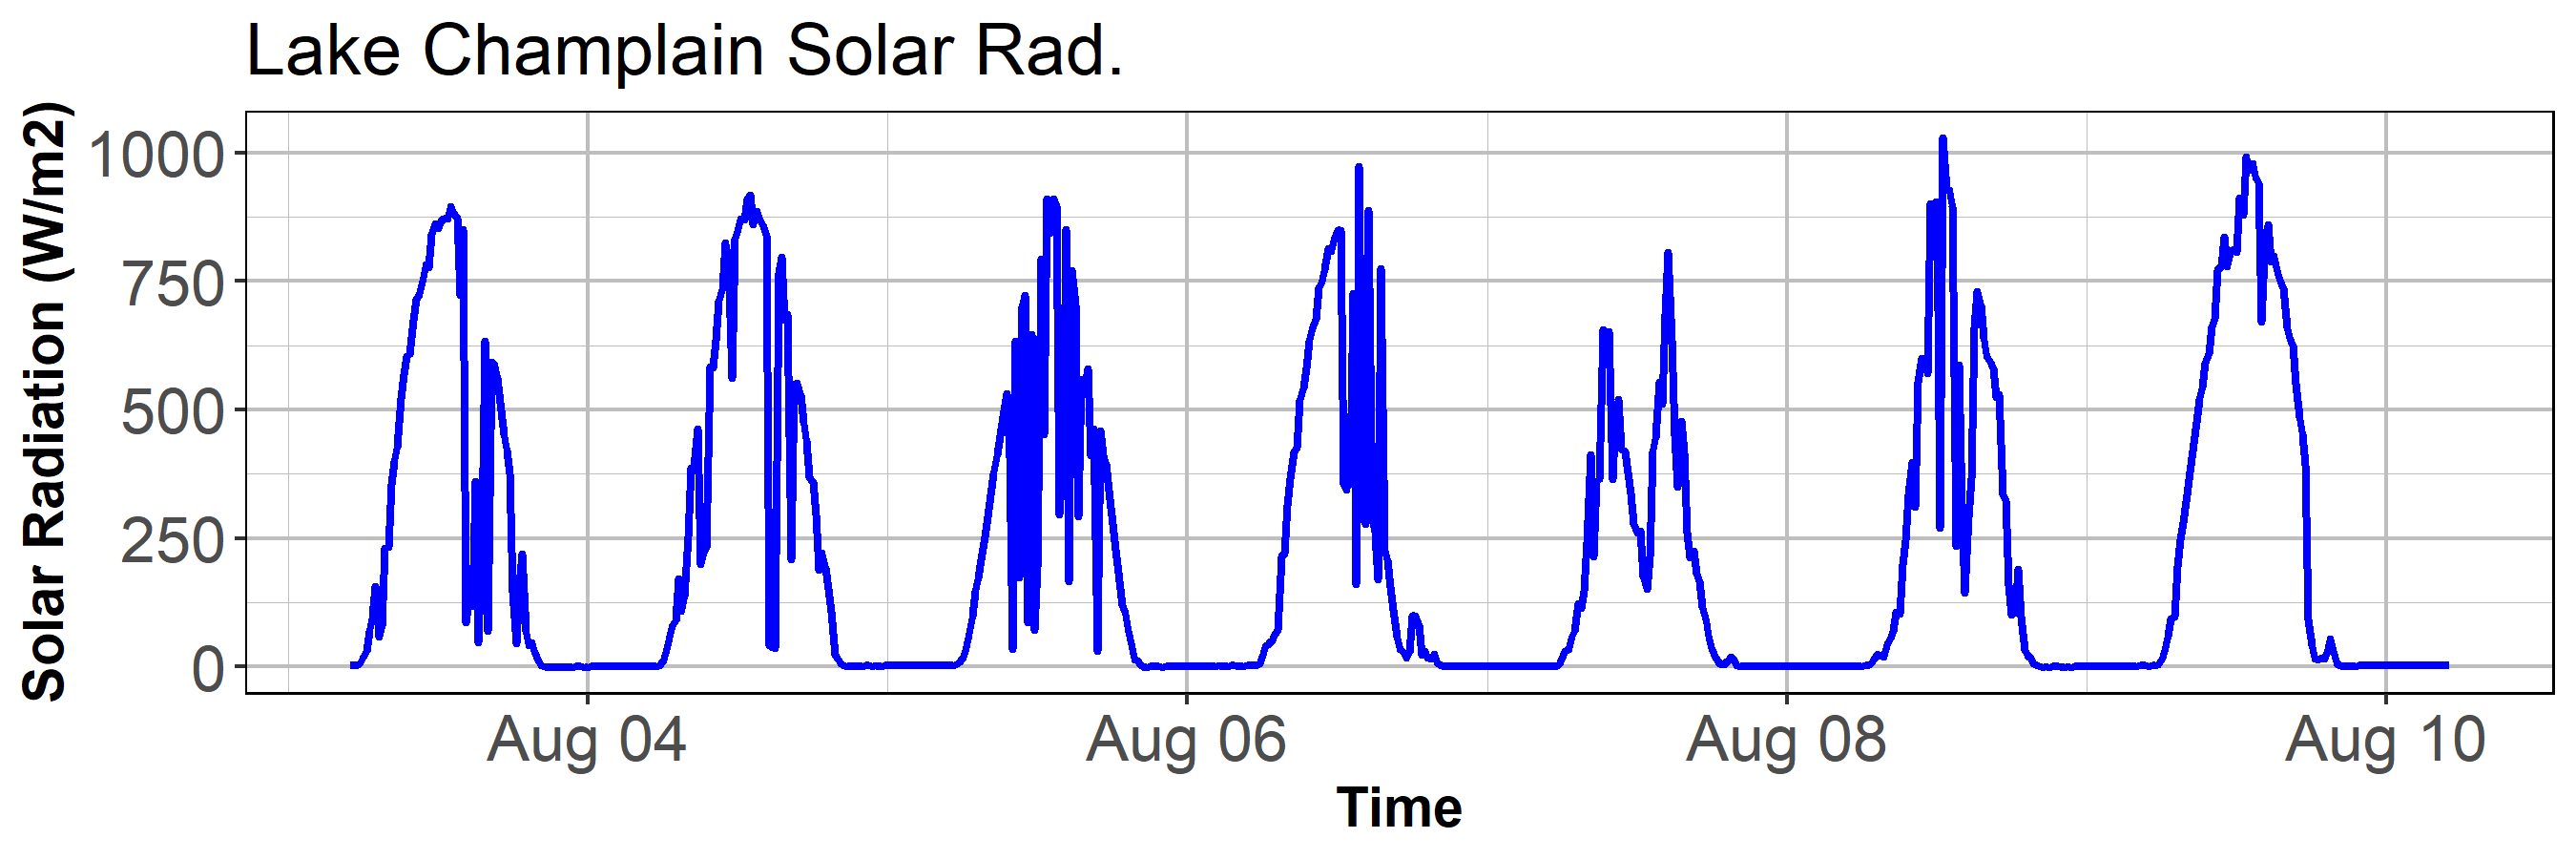 Lake Champlain Solar Rad.
Solar Radiation (W/m2)
1000
750
500
250
0
Aug 04
Aug 06
Aug 08
Aug 10
Time